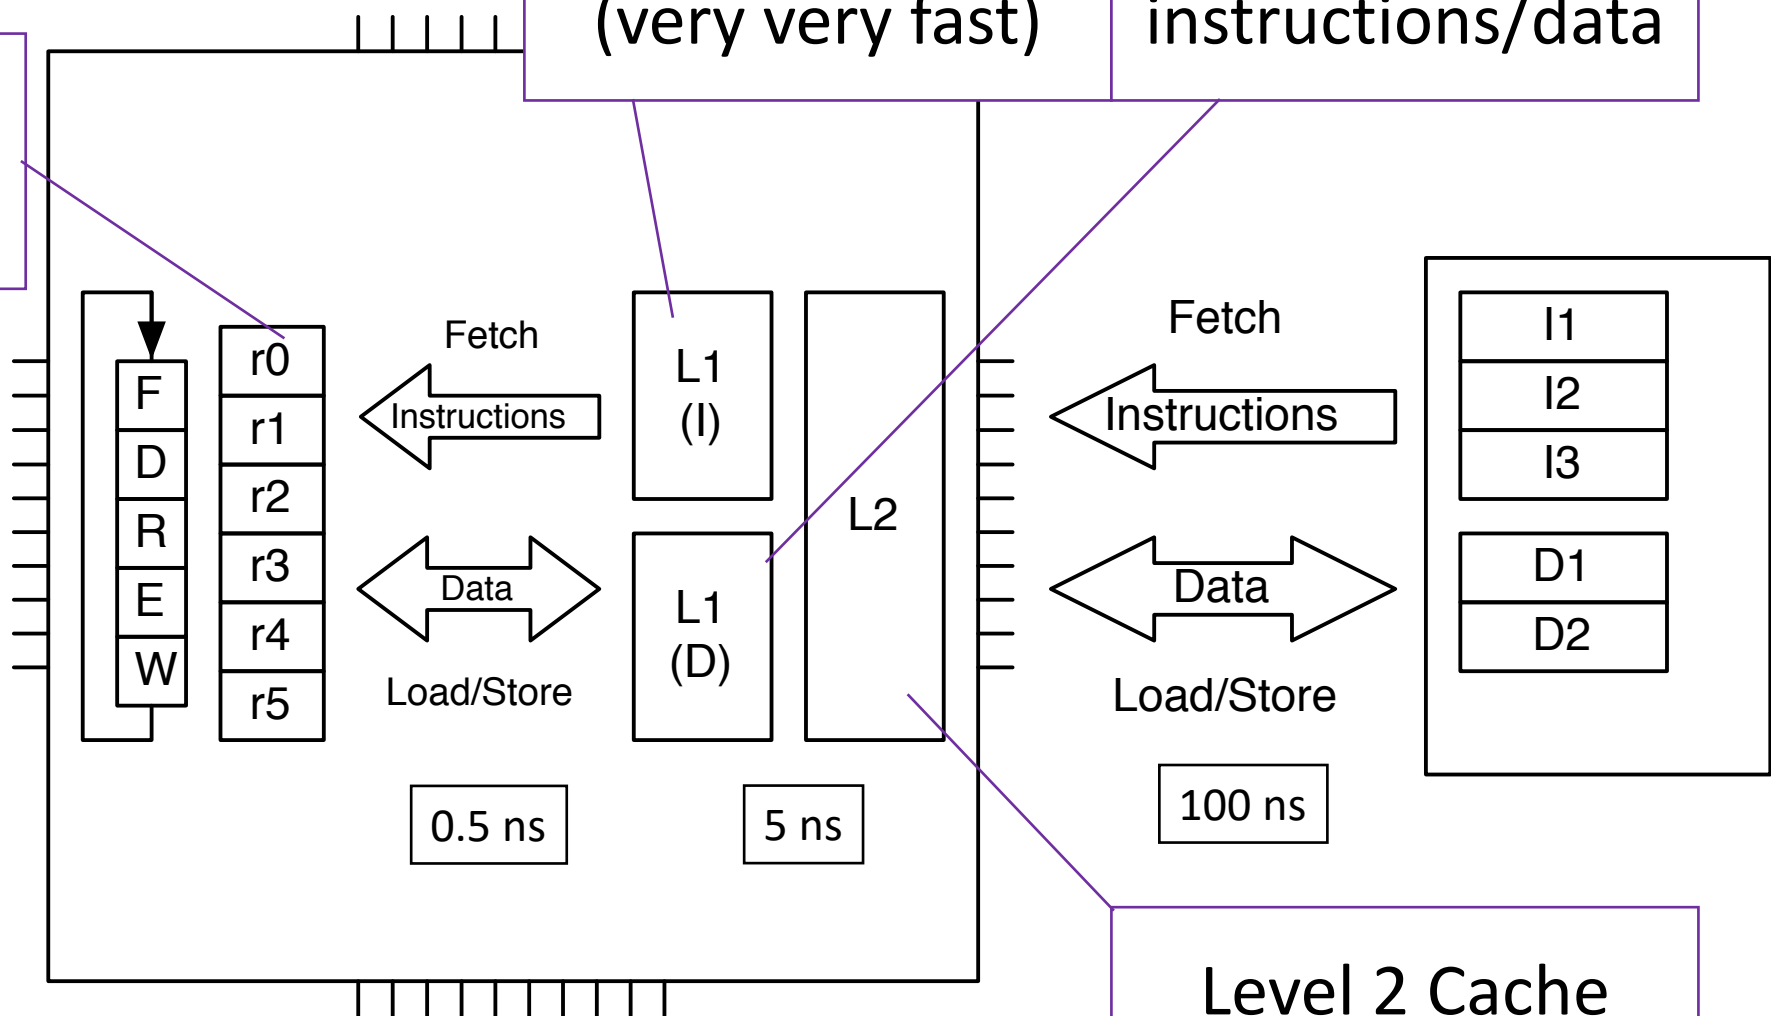 (very very fast)
instructions/data
F
D
R
E
W
r0
r1
r2
r3
r4
r5
Fetch
Instructions
Data
Load/Store
L1
(I)
L1
(D)
L2
0.5 ns
5 ns
Fetch
Instructions
Data
Load/Store
100 ns
I1
I2
I3
D1
D2
Level 2 Cache